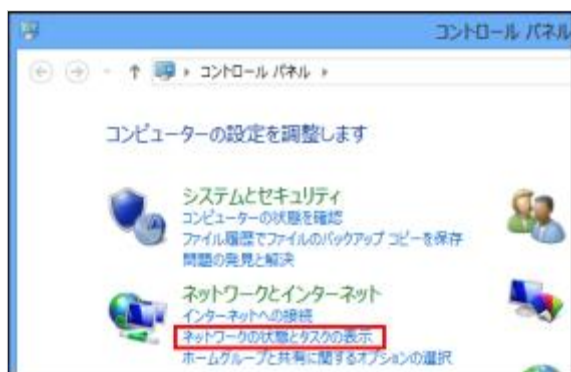 コントロール パネル
コントロール パネル
コンピューターの設定を調整します
システムとセキュリティ
コンピューターの状態を確認
ファイル履歴でファイルのバックアップ コピーを保存
問題の発見と解決
ネットワークとインターネット
インターネットへの接続
ネットワークの状態とタスクの表示
ホームグループと共有に関するオプションの選択